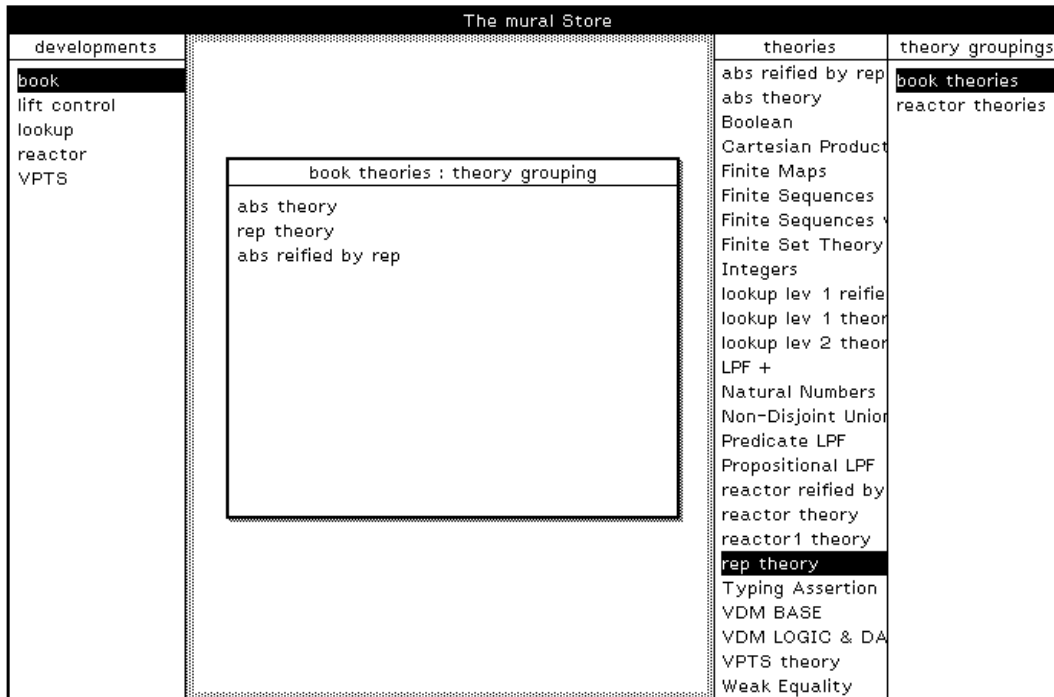 The mural Store
developments
book
lift control
lookup
reactor
VPTS
book theories : theory grouping
abs theory
rep theory
abs reified by rep
theories
abs reified by rep
abs theory
Boolean
Cartesian Product
Finite Maps
Finite Sequences
Finite Sequences
Finite Set Theory
Integers
lookup lev 1 reifie
lookup lev 1 theor
lookup lev 2 theor
LPF +
Natural Numbers
Non-Disjoint Union
Predicate LPF
Propositional LPF
reactor reified by
reactor theory
reactor1 theory
rep theory
Typing Assertion
VDM BASE
VDM LOGIC & DA
VPTS theory
Weak Equality
theory groupings
book theories
reactor theories